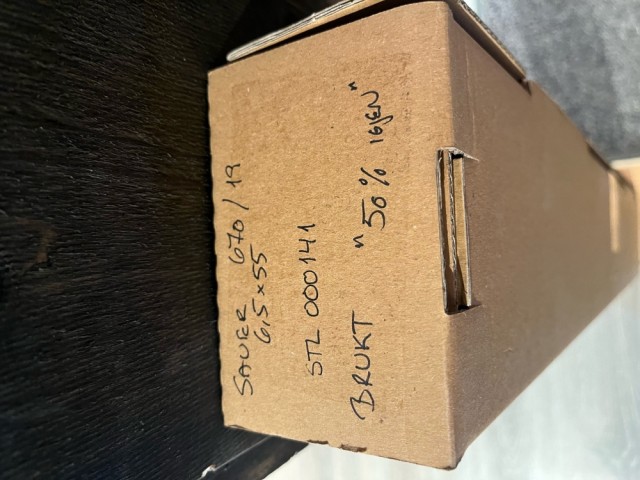 SAUER 670/19
6,5x55
STL 000141
BRUKT "50% IGJEN"